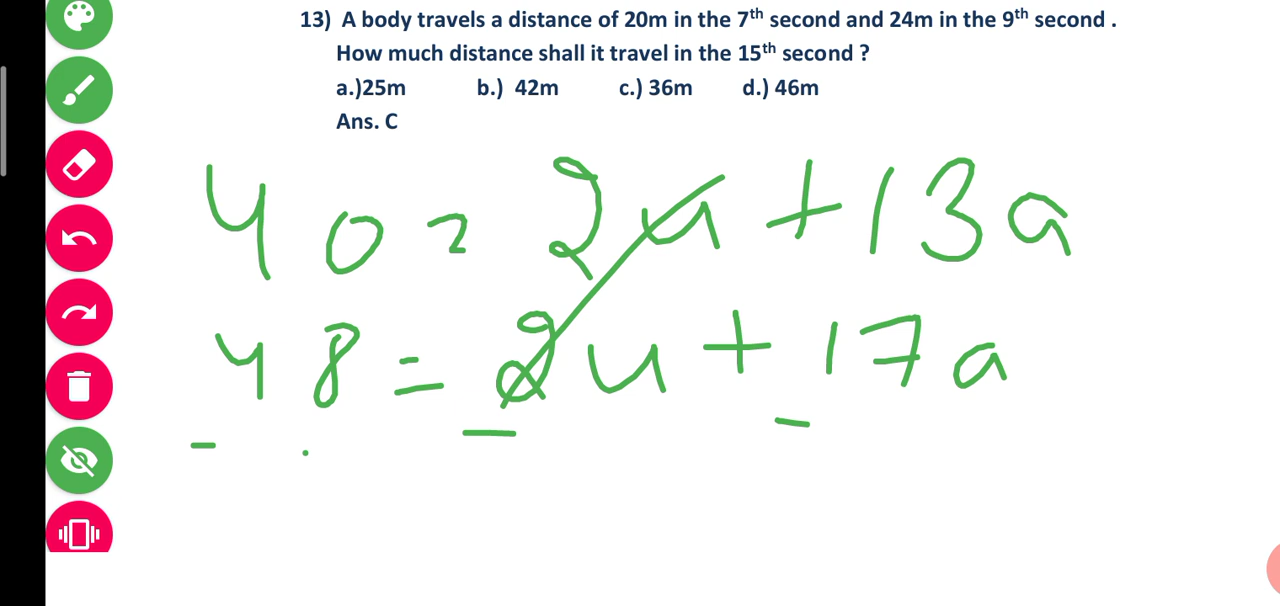 13) A body travels a distance of 20m in the 7th second and 24m in the 9th second .
How much distance shall it travel in the 15th second ?
a.)25m b.) 42m c.) 36m d.) 46m
Ans. C
40 = 2u + 13a
48 = 2u + 17a
- - -